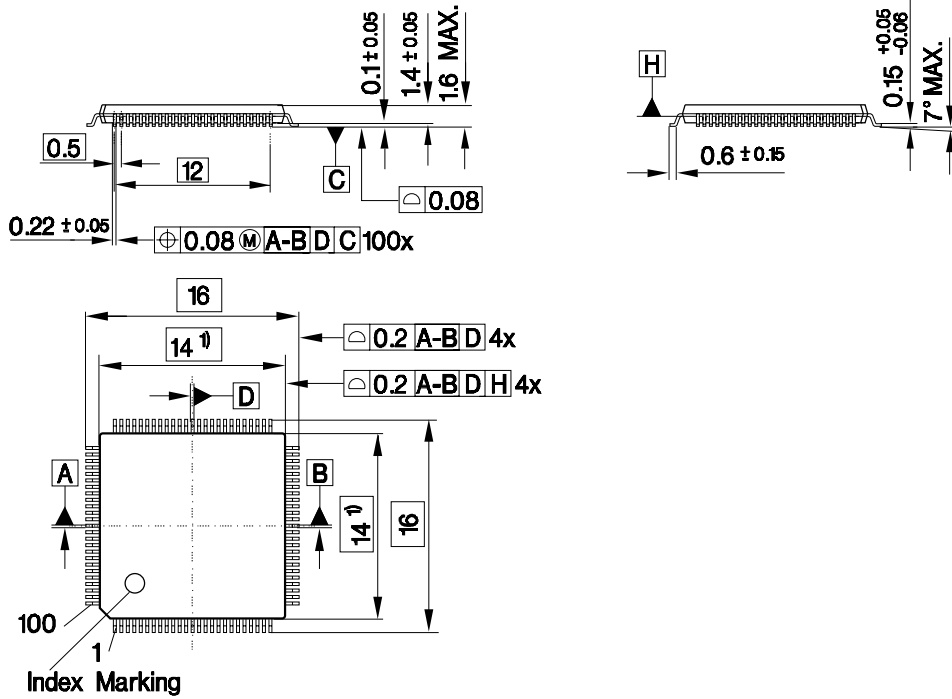 0.1 ± 0.05
1.4 ± 0.05
1.6 MAX.
H
0.15 +0.05 -0.06
7° MAX.
0.5
12
C
0.08
0.6 ± 0.15
0.22 ± 0.05
0.08 Ⓜ A-B D C 100x
16
0.2 A-B D 4x
14 1)
0.2 A-B D H 4x
D
A
B
14 1)
16
100
1
Index Marking